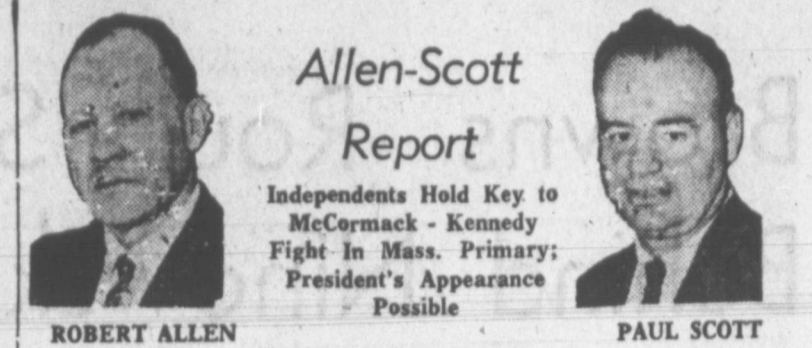 Allen-Scott
Report
Independents Hold Key to
McCormack - Kennedy
Fight In Mass. Primary;
President's Appearance
Possible
ROBERT ALLEN
PAUL SCOTT